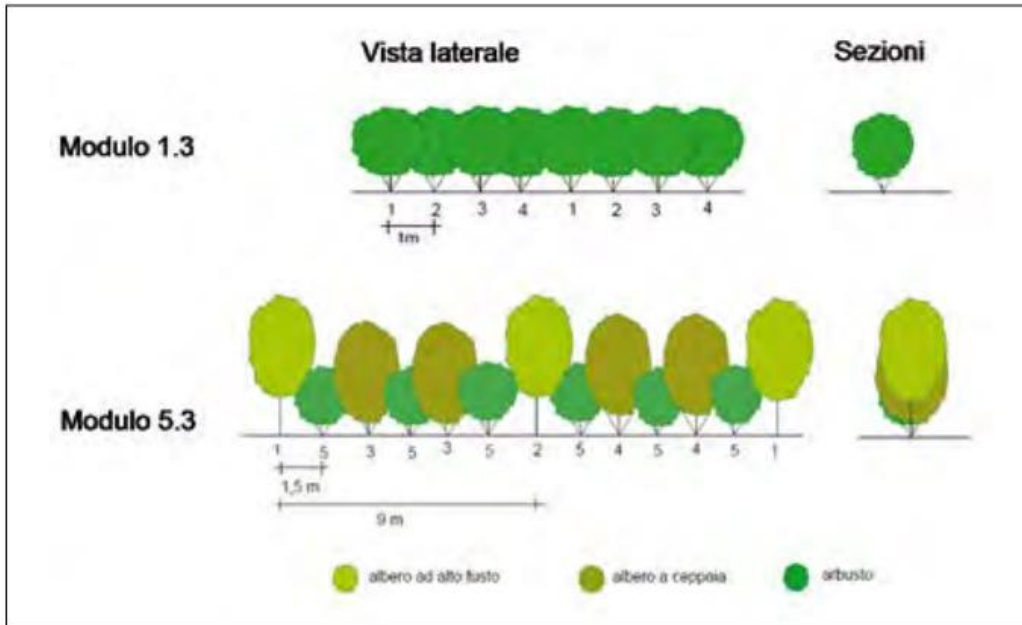 Vista laterale Sezioni
Modulo 1.3
1 2 3 4 1 2 3 4
1m
Modulo 5.3
1 5 3 5 3 5 2 5 4 5 4 5 1
1,5 m
9 m
albero ad alto fusto albero a ceppaia arbusto